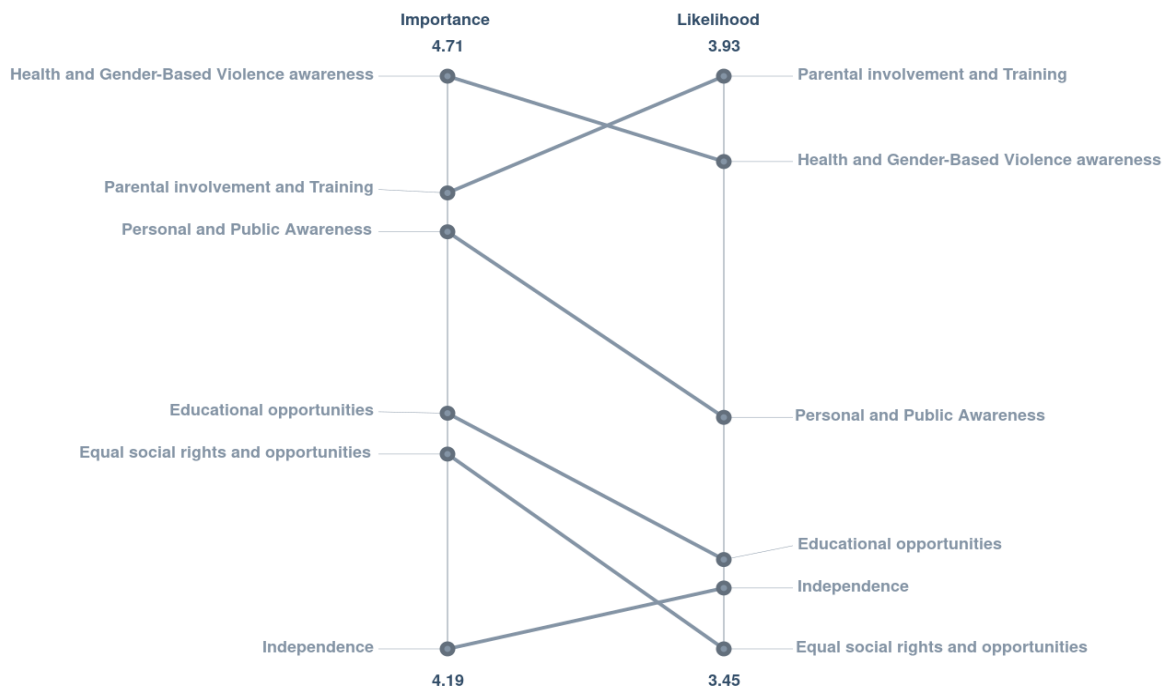 Importance
Likelihood
4.71
3.93
Health and Gender-Based Violence awareness
Parental involvement and Training
Health and Gender-Based Violence awareness
Parental involvement and Training
Personal and Public Awareness
Educational opportunities
Personal and Public Awareness
Equal social rights and opportunities
Educational opportunities
Independence
Independence
Equal social rights and opportunities
4.19
3.45